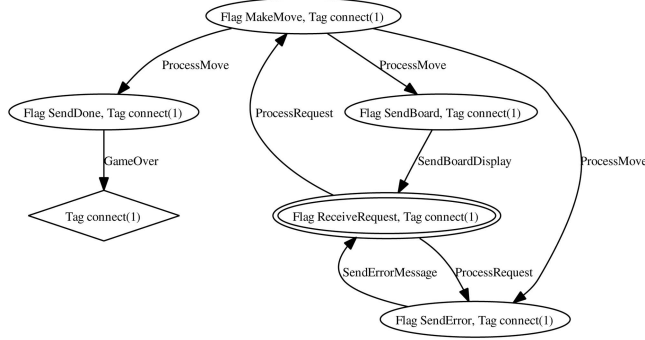 Flag MakeMove, Tag connect(1)
ProcessMove
ProcessMove
Flag SendDone, Tag connect(1)
ProcessRequest
Flag SendBoard, Tag connect(1)
GameOver
SendBoardDisplay
ProcessMove
Tag connect(1)
Flag ReceiveRequest, Tag connect(1)
SendErrorMessage
ProcessRequest
Flag SendError, Tag connect(1)